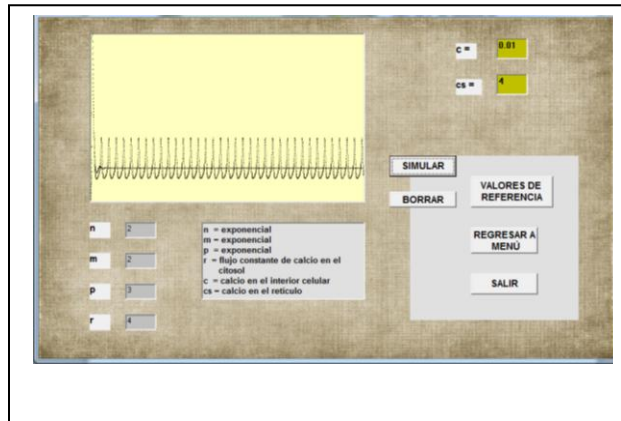 c =
0.01
cs =
4
SIMULAR
BORRAR
VALORES DE
REFERENCIA
REGRESAR A
MENÚ
SALIR
n
2
m
2
p
3
r
4
n = exponencial
m = exponencial
p = exponencial
r = flujo constante de calcio en el
citosol
c = calcio en el interior celular
cs = calcio en el retículo